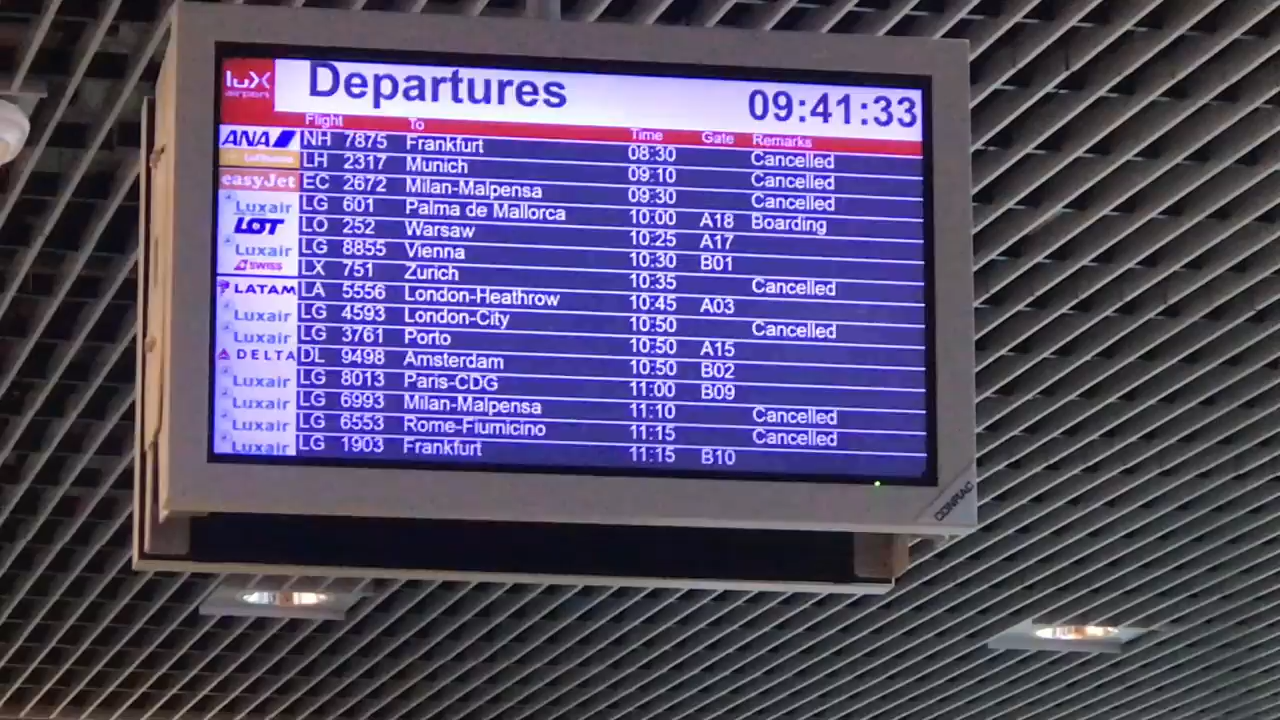 lux airport Departures 09:41:33
Flight To Time Gate Remarks
ANA NH 7875 Frankfurt 08:30 Cancelled
Lufthansa LH 2317 Munich 09:10 Cancelled
easyJet EC 2672 Milan-Malpensa 09:30 Cancelled
Luxair LG 601 Palma de Mallorca 10:00 A18 Boarding
LOT LO 252 Warsaw 10:25 A17
Luxair LG 8855 Vienna 10:30 B01
SWISS LX 751 Zurich 10:35 Cancelled
LATAM LA 5556 London-Heathrow 10:45 A03
Luxair LG 4593 London-City 10:50 Cancelled
Luxair LG 3761 Porto 10:50 A15
DELTA DL 9498 Amsterdam 10:50 B02
Luxair LG 8013 Paris-CDG 11:00 B09
Luxair LG 6993 Milan-Malpensa 11:10 Cancelled
Luxair LG 6553 Rome-Fiumicino 11:15 Cancelled
Luxair LG 1903 Frankfurt 11:15 B10
CONRAC